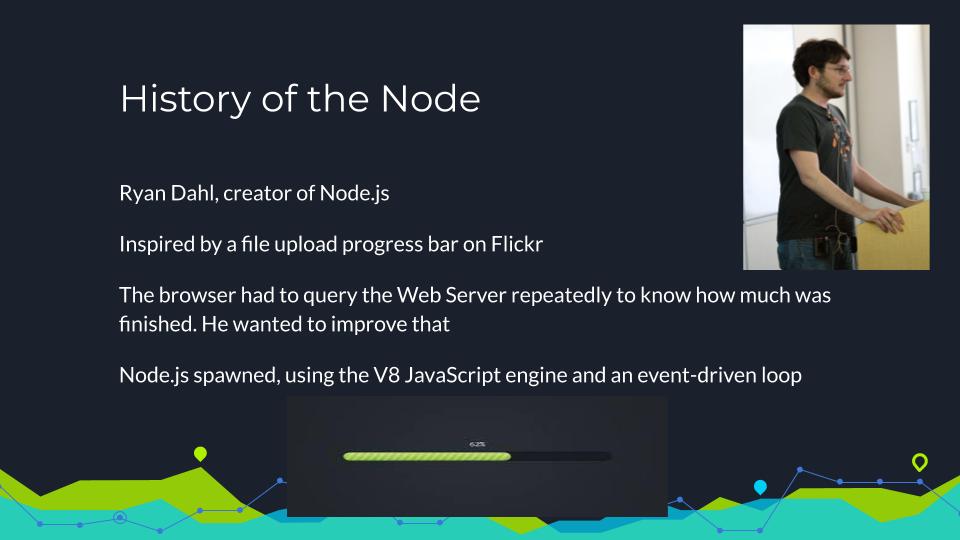 History of the Node
Ryan Dahl, creator of Node.js
Inspired by a file upload progress bar on Flickr
The browser had to query the Web Server repeatedly to know how much was
finished. He wanted to improve that
Node.js spawned, using the V8 JavaScript engine and an event-driven loop
62%